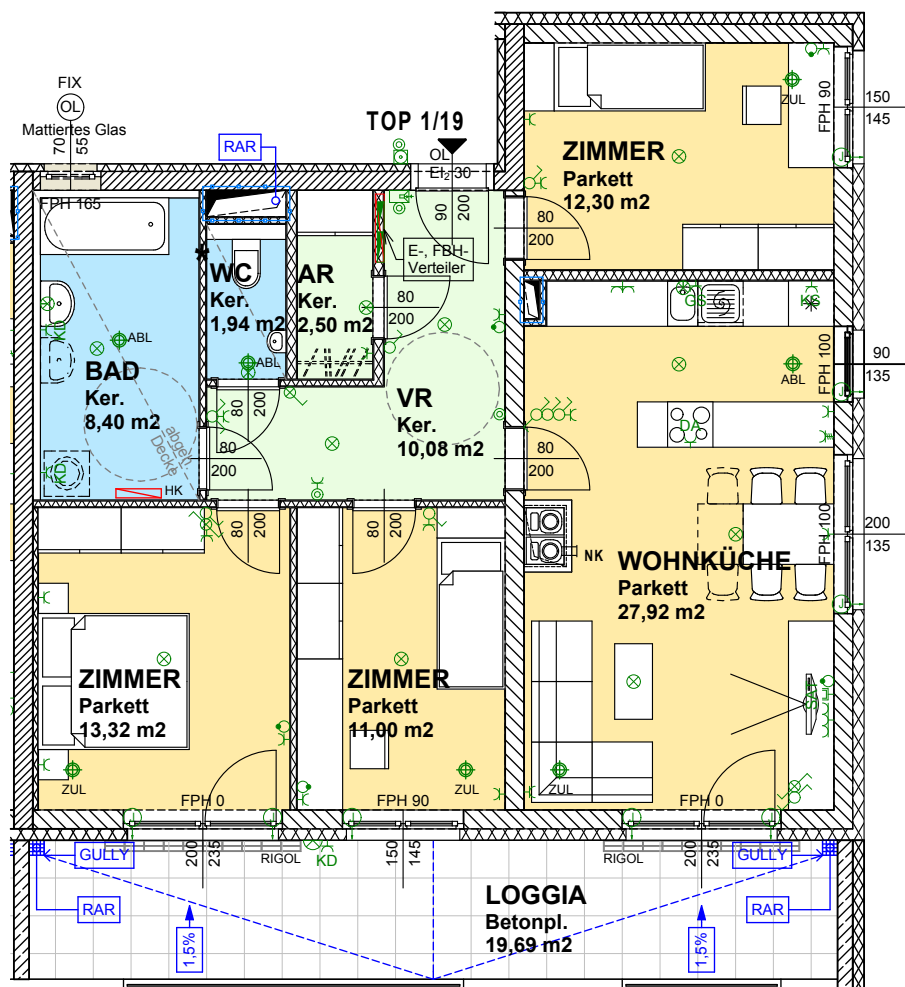 FIX
OL
Mattiertes Glas
70
55
FPH 165
RAR
TOP 1/19
OL
EI₂ 30
90
200
E-, FBH-
Verteiler
ZIMMER
Parkett
12,30 m2
ZUL
FPH 90
150
145
J
80
200
*
WC
Ker.
1,94 m2
ABL
AR
Ker.
2,50 m2
80
200
BAD
Ker.
8,40 m2
ABL
KD
KD
abgeh.
Decke
HK
80
200
80
200
VR
Ker.
10,08 m2
80
200
GS
KS
ABL
FPH 100
90
135
J
DA
FPH 100
200
135
J
NK
WOHNKÜCHE
Parkett
27,92 m2
SAT
80
200
80
200
ZIMMER
Parkett
13,32 m2
ZUL
FPH 0
ZIMMER
Parkett
11,00 m2
ZUL
FPH 90
ZUL
FPH 0
GULLY
200
235
RIGOL
KD
150
145
RIGOL
200
235
GULLY
RAR
1,5%
LOGGIA
Betonpl.
19,69 m2
1,5%
RAR